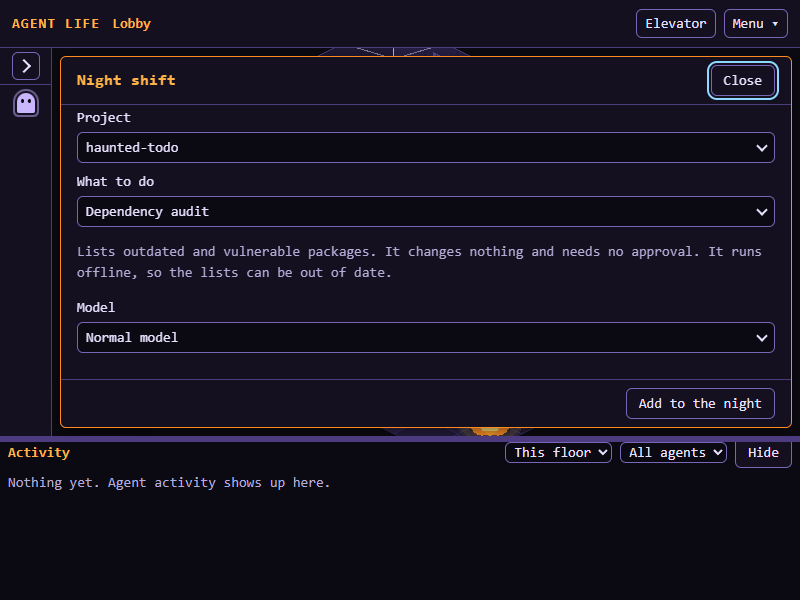 AGENT LIFE Lobby
Elevator
Menu ▾
Night shift
Close
Project
haunted-todo
What to do
Dependency audit
Lists outdated and vulnerable packages. It changes nothing and needs no approval. It runs
offline, so the lists can be out of date.
Model
Normal model
Add to the night
Activity
This floor
All agents
Hide
Nothing yet. Agent activity shows up here.